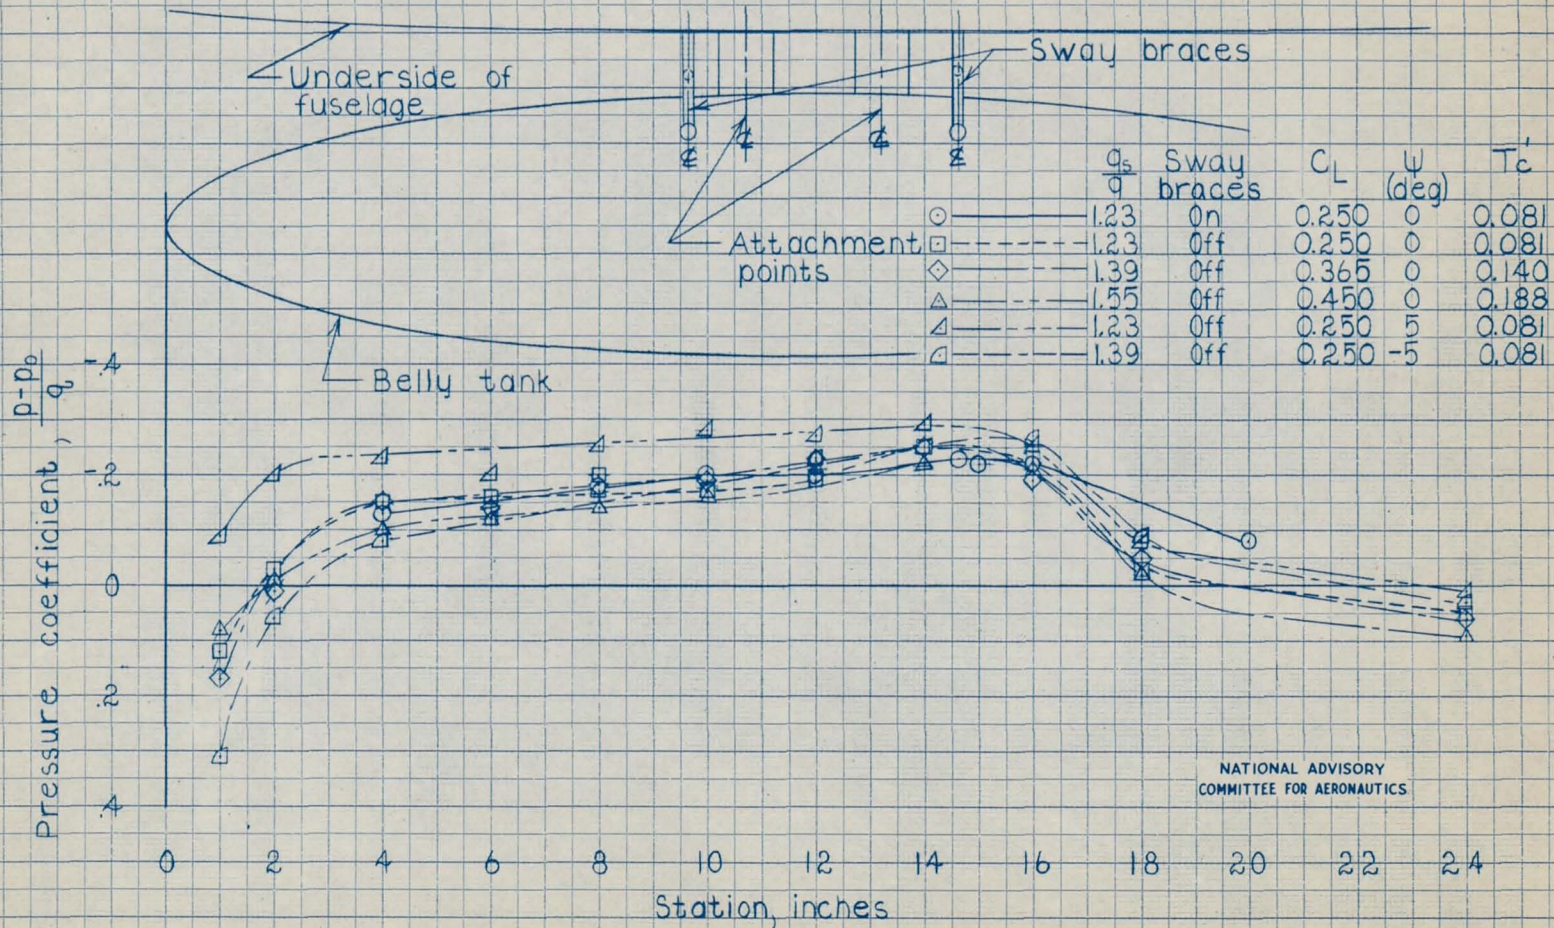 Underside of
fuselage
Sway braces
℄ ℄ ℄ ℄
Attachment
points
Belly tank
qs/q Sway braces CL ψ (deg) Tc'
1.23 On 0.250 0 0.081
1.23 Off 0.250 0 0.081
1.39 Off 0.365 0 0.140
1.55 Off 0.450 0 0.188
1.23 Off 0.250 5 0.081
1.39 Off 0.250 -5 0.081
Pressure coefficient, p-p0/q
-.4
-.2
0
.2
.4
0 2 4 6 8 10 12 14 16 18 20 22 24
Station, inches
NATIONAL ADVISORY
COMMITTEE FOR AERONAUTICS